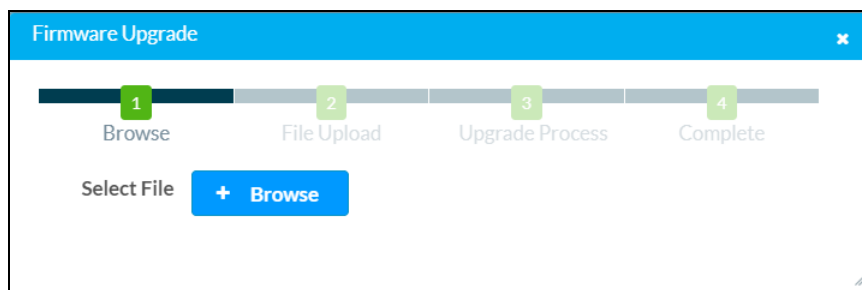 Firmware Upgrade
1 2 3 4
Browse File Upload Upgrade Process Complete
Select File + Browse